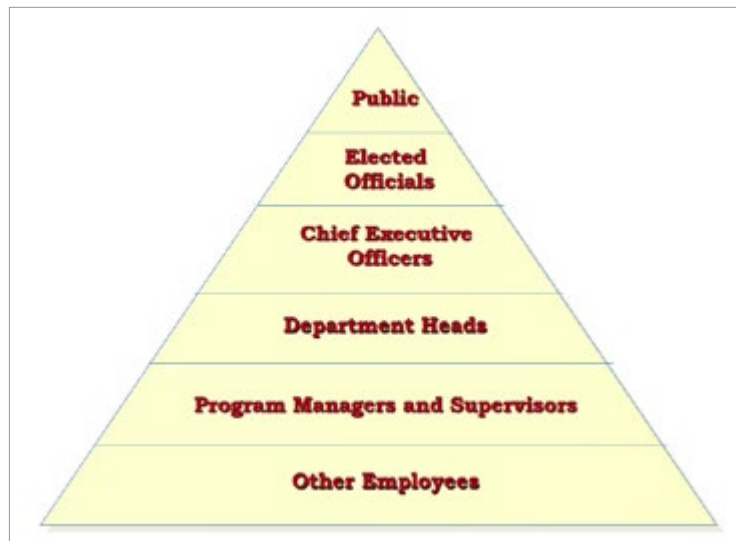 Public
Elected
Officials
Chief Executive
Officers
Department Heads
Program Managers and Supervisors
Other Employees